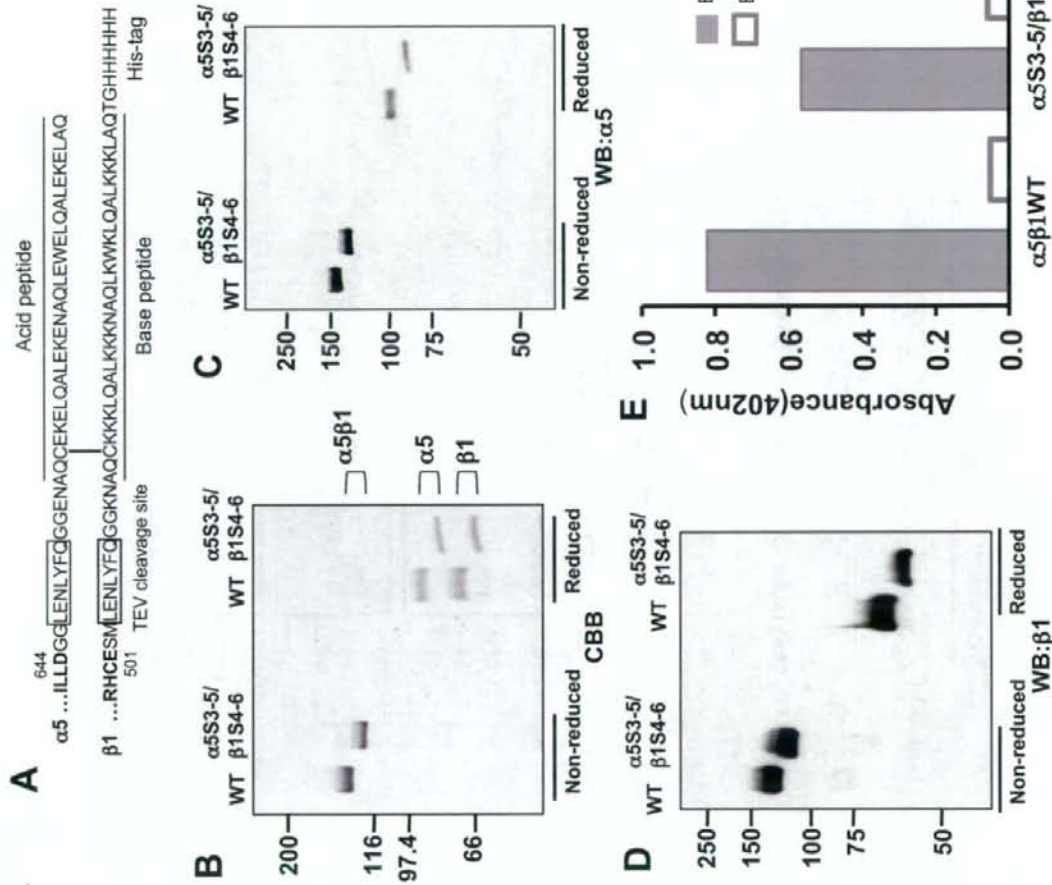 A
Acid peptide
644
α5 ...ILLDGGLENLYFQGGENAQCEKELQALEKENAQLEWELQALEKELAQ
β1 ...RHCESMLENLYFQGGKNAQCKKKLQALKKKNAQLKWKLQALKKKLAQTGHHHHHH
501
TEV cleavage site Base peptide His-tag
B
α5S3-5/ α5S3-5/
WT β1S4-6 WT β1S4-6
200
116
97.4
66
α5β1
α5
β1
Non-reduced Reduced
CBB
C
α5S3-5/ α5S3-5/
WT β1S4-6 WT β1S4-6
250
150
100
75
50
Non-reduced Reduced
WB:α5
D
α5S3-5/ α5S3-5/
WT β1S4-6 WT β1S4-6
250
150
100
75
50
Non-reduced Reduced
WB:β1
E
Absorbance(402nm)
1.0
0.8
0.6
0.4
0.2
0.0
α5β1WT α5S3-5/β1